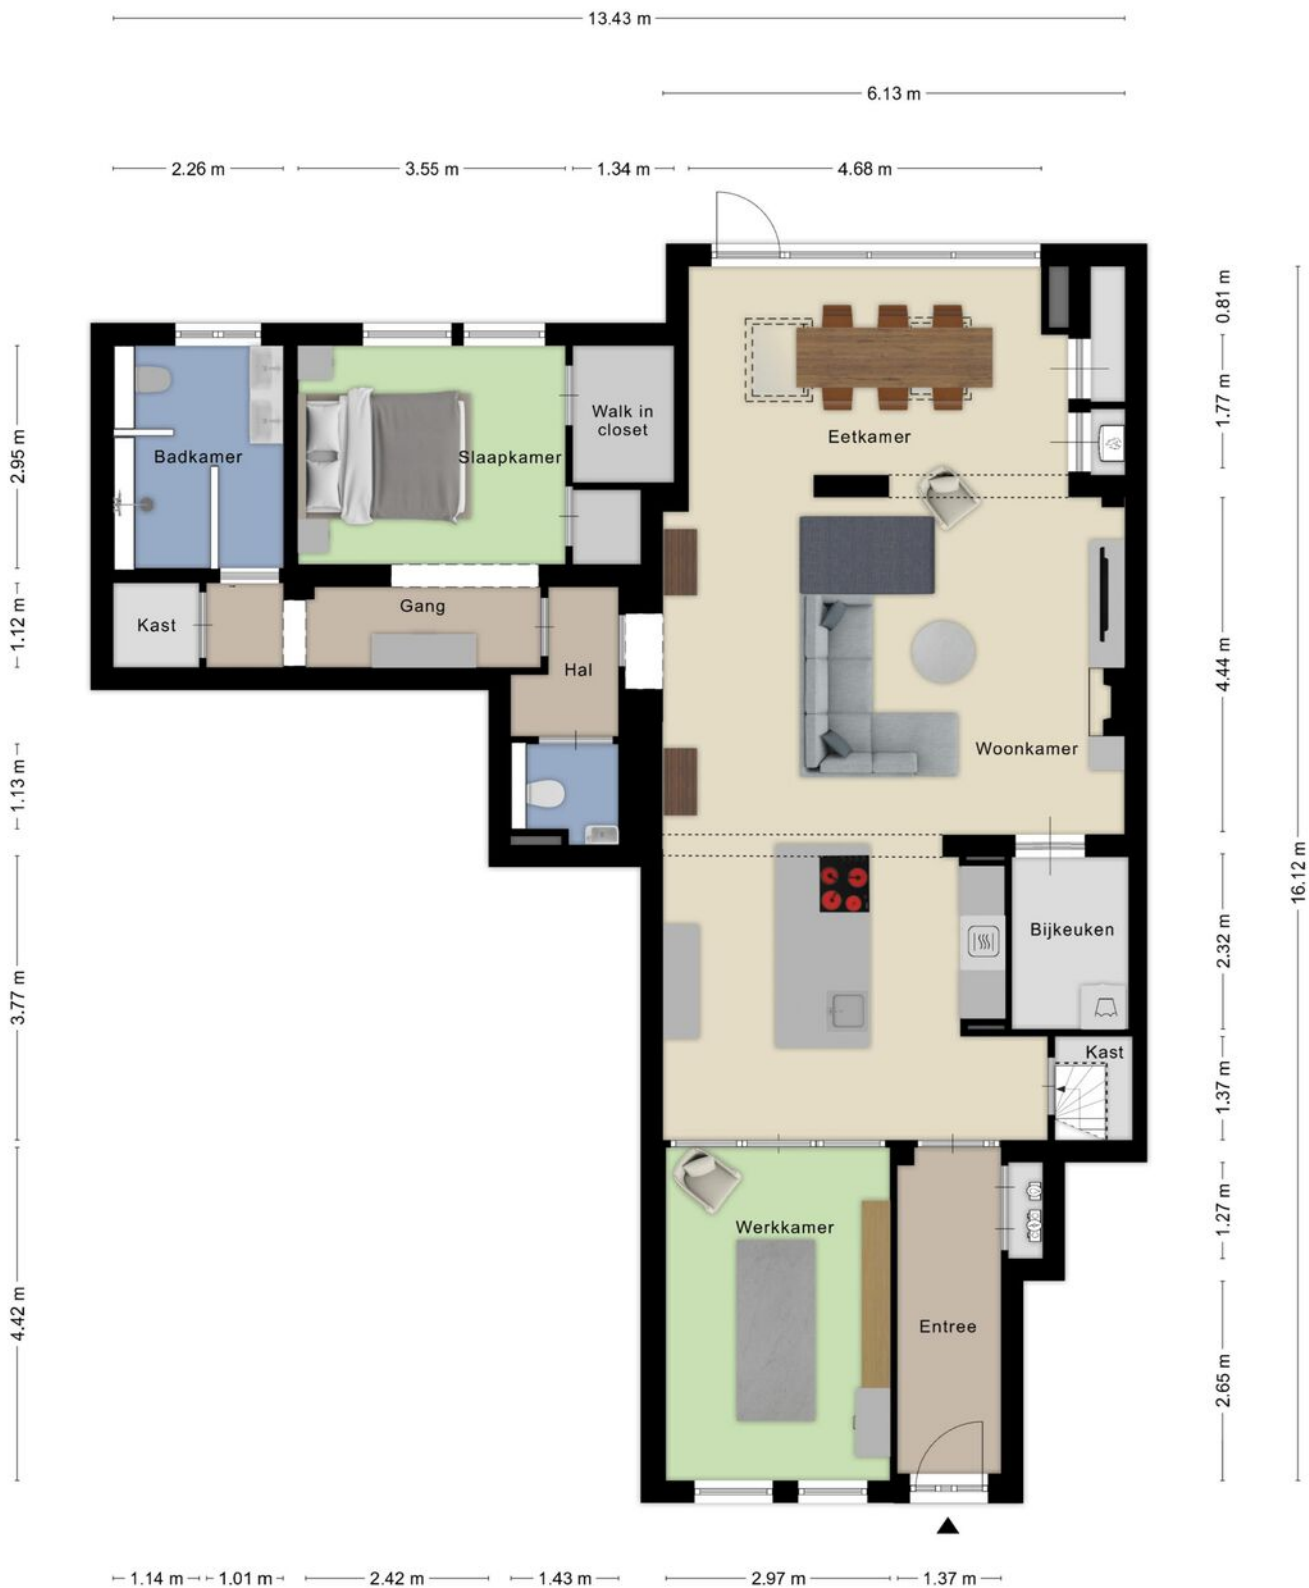 13.43 m
6.13 m
2.26 m
3.55 m
1.34 m
4.68 m
0.81 m
1.77 m
4.44 m
2.32 m
1.37 m
1.27 m
2.65 m
16.12 m
2.95 m
1.12 m
1.13 m
3.77 m
4.42 m
Walk in
closet
Eetkamer
Badkamer
Slaapkamer
Gang
Kast
Hal
Woonkamer
Bijkeuken
Kast
Werkkamer
Entree
1.14 m
1.01 m
2.42 m
1.43 m
2.97 m
1.37 m